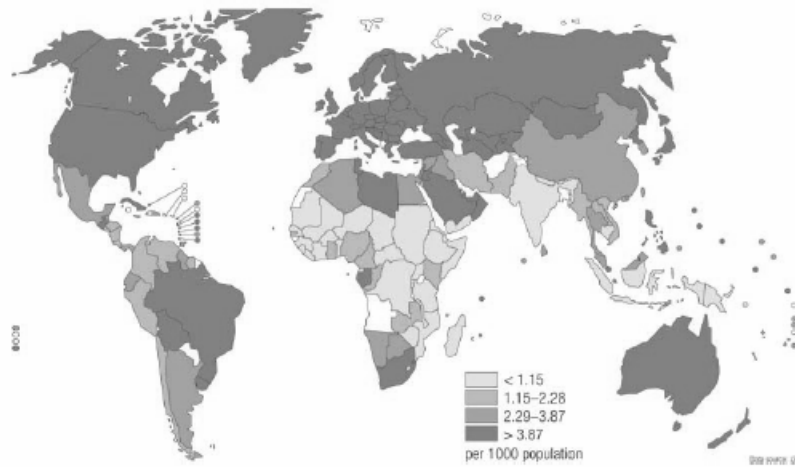 < 1.15
1.15–2.28
2.29–3.87
> 3.87
per 1000 population